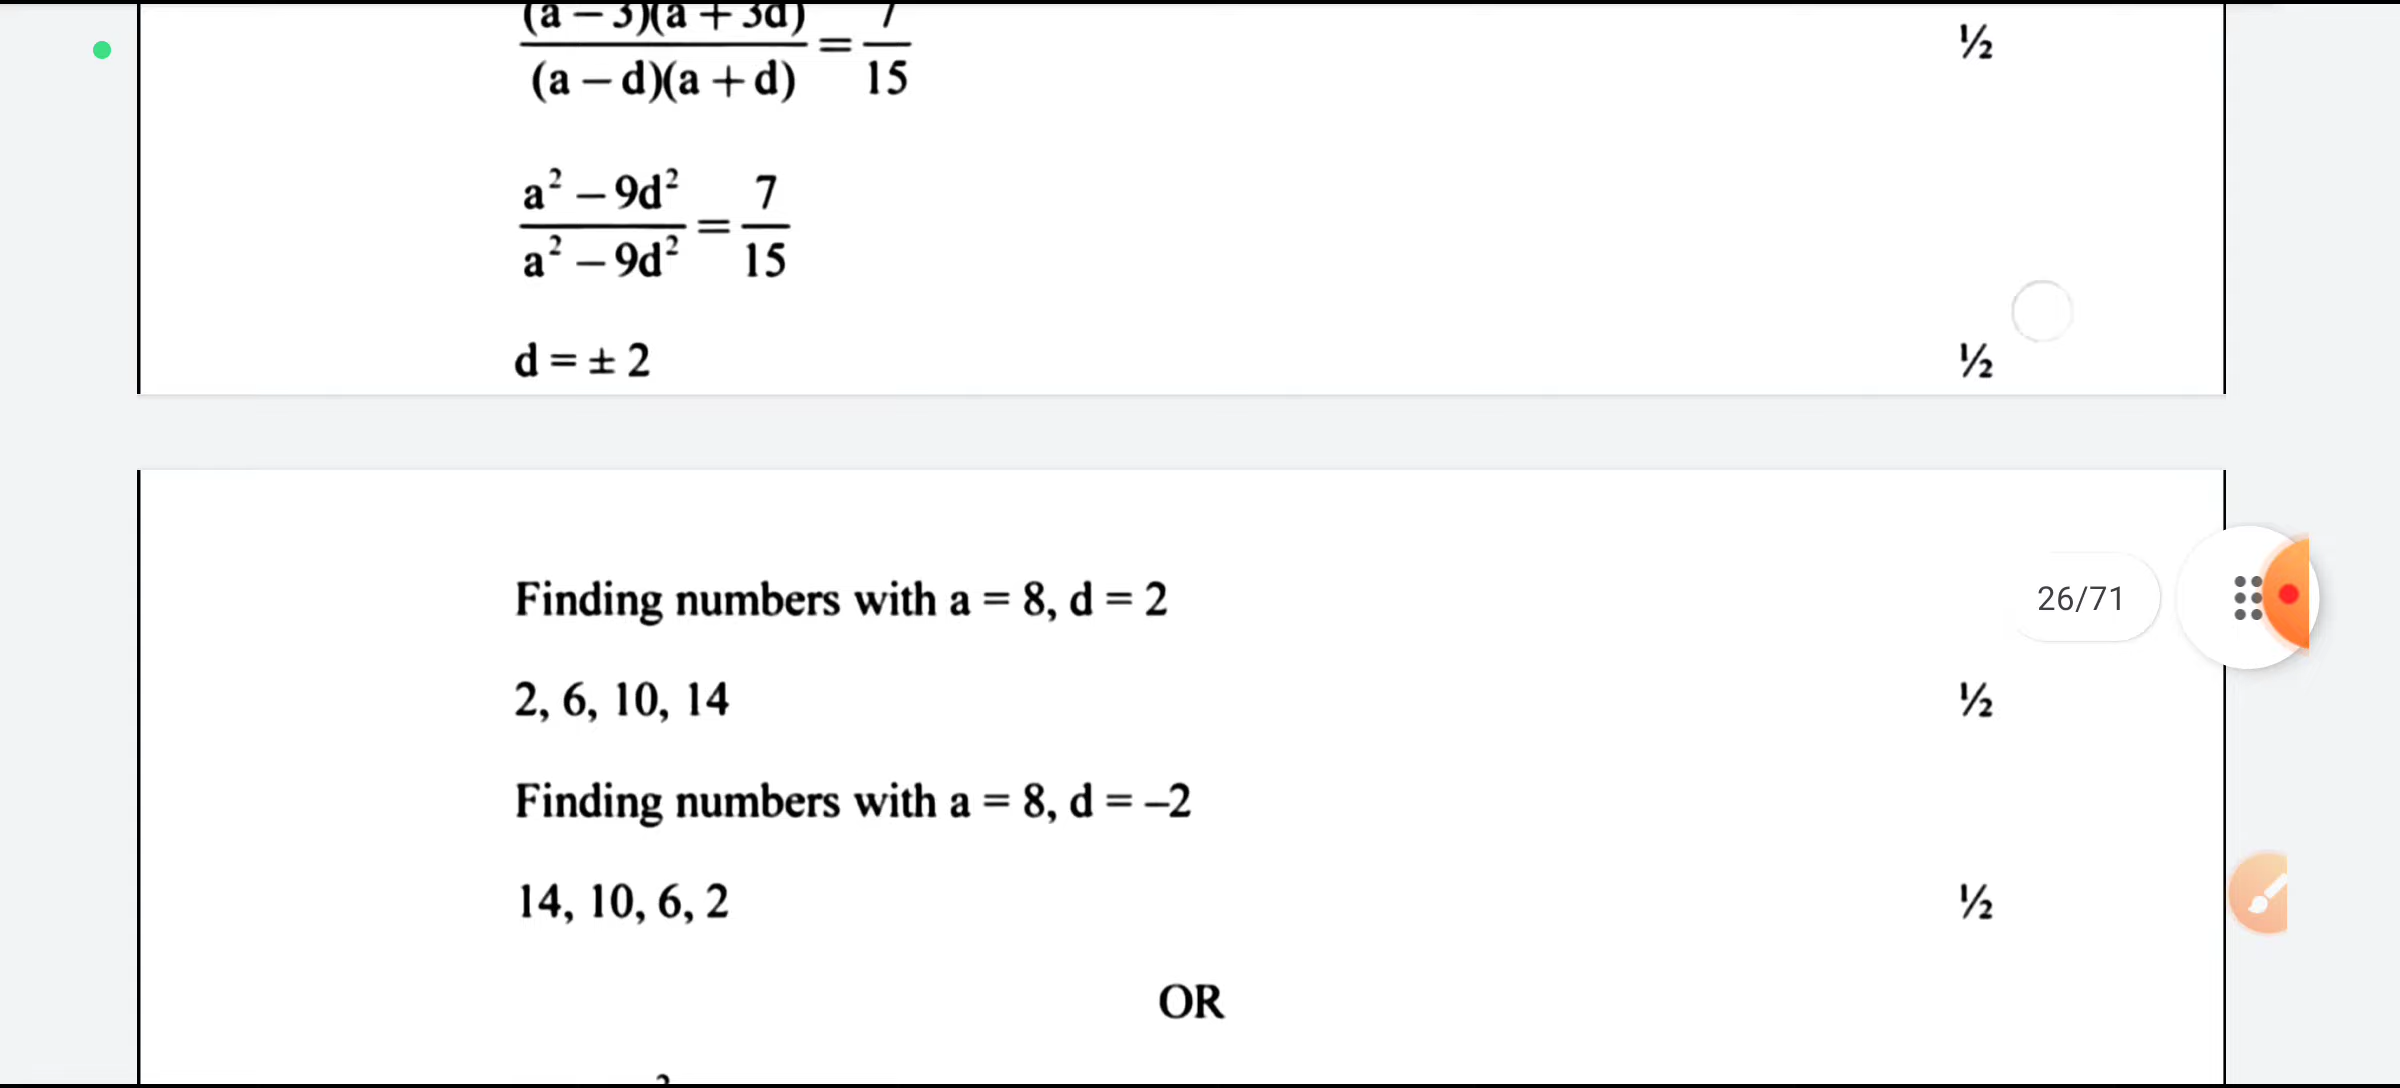 (a – 3)(a + 3d) / (a – d)(a + d) = 7/15 ½
a² – 9d² / a² – 9d² = 7/15
d = ± 2 ½
Finding numbers with a = 8, d = 2
26/71
2, 6, 10, 14 ½
Finding numbers with a = 8, d = –2
14, 10, 6, 2 ½
OR